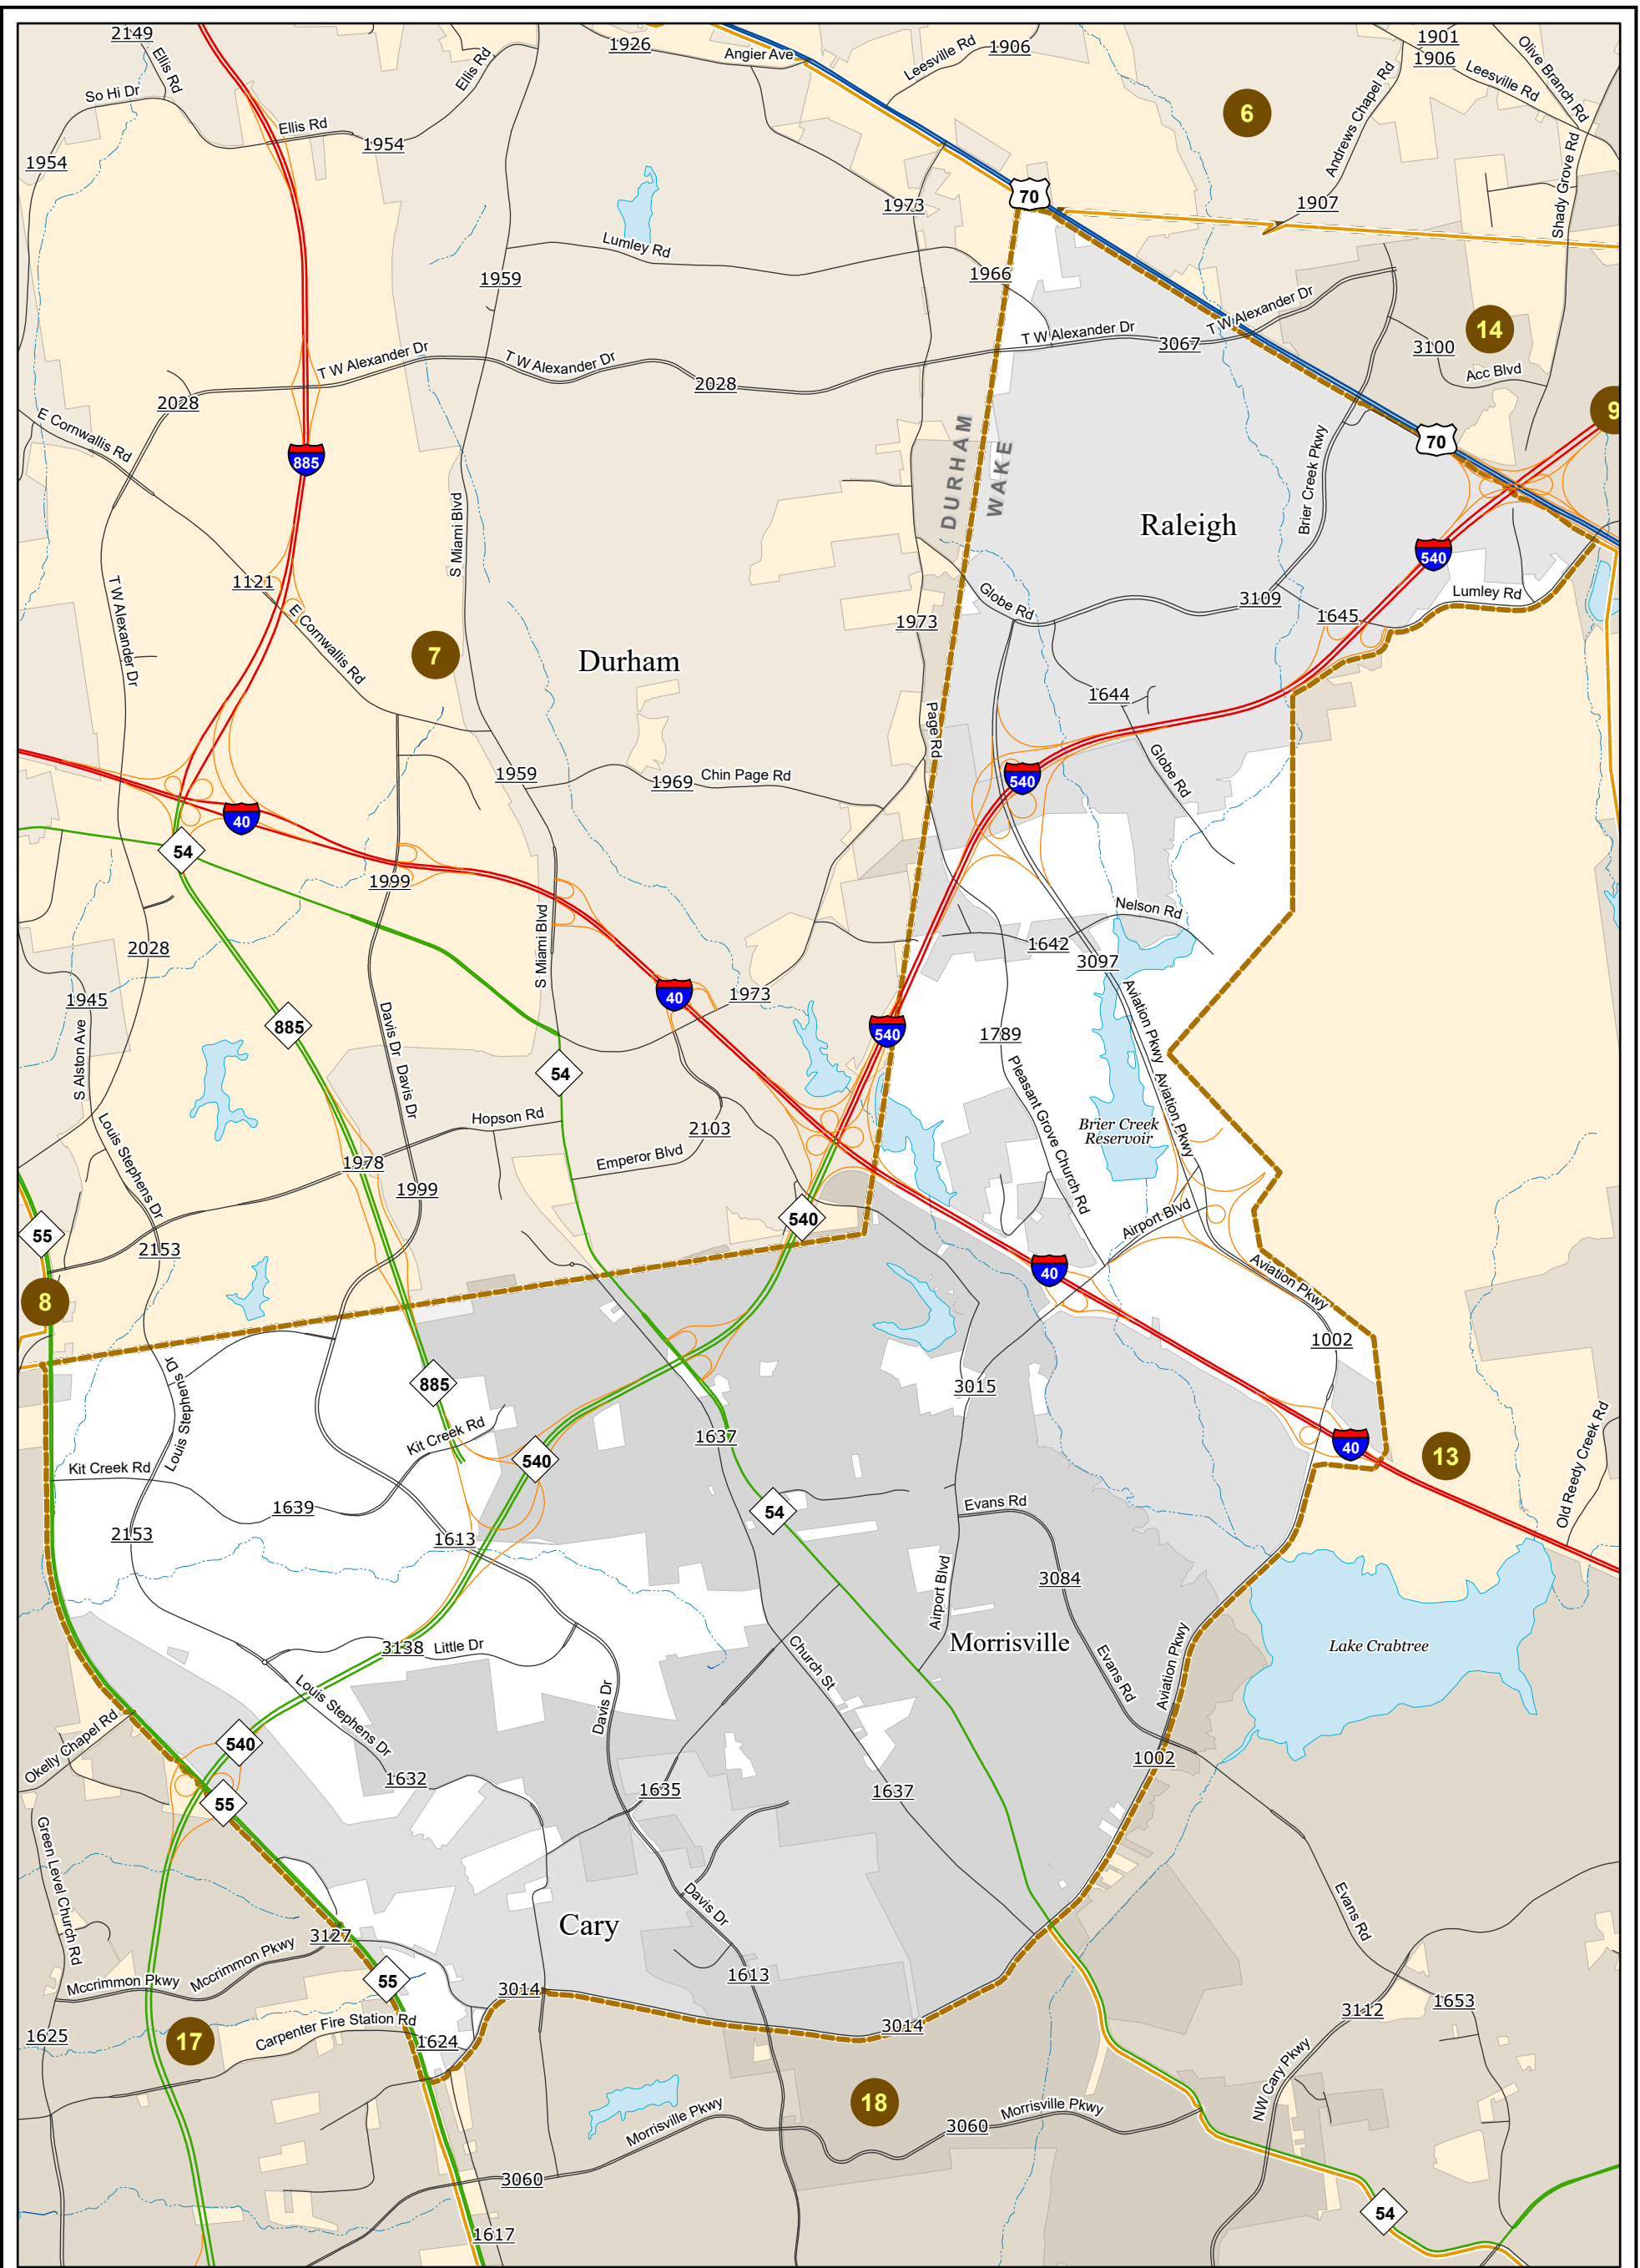 2149
Ellis Rd
So Hi Dr
1954
Ellis Rd
1954
Ellis Rd
1926
Angier Ave
Leesville Rd
1906
1901
1906
Leesville Rd
Olive Branch Rd
Andrews Chapel Rd
Shady Grove Rd
6
70
1973
1907
Lumley Rd
1959
1966
T W Alexander Dr
T W Alexander Dr
2028
2028
T W Alexander Dr
3067
T W Alexander Dr
14
3100
Acc Blvd
9
E Cornwallis Rd
885
S Miami Blvd
DURHAM
WAKE
70
Raleigh
Brier Creek Pkwy
540
1121
E Cornwallis Rd
T W Alexander Dr
7
Durham
1973
Globe Rd
3109
1645
Lumley Rd
1644
Page Rd
Globe Rd
540
1959
1969
Chin Page Rd
40
54
1999
2028
S Miami Blvd
Nelson Rd
1642
3097
1945
S Alston Ave
885
Davis Dr
Davis Dr
40
1973
540
1789
Aviation Pkwy
Aviation Pkwy
Pleasant Grove Church Rd
Brier Creek
Reservoir
54
Hopson Rd
2103
Emperor Blvd
Louis Stephens Dr
1978
1999
540
55
2153
8
Airport Blvd
40
Aviation Pkwy
1002
885
3015
Louis Stephens Dr
Kit Creek Rd
Kit Creek Rd
1637
540
40
13
Old Reedy Creek Rd
1639
2153
1613
54
Evans Rd
3084
Airport Blvd
3138
Little Dr
Morrisville
Evans Rd
Aviation Pkwy
Lake Crabtree
Church St
Louis Stephens Dr
Davis Dr
Okelly Chapel Rd
540
55
1632
1635
1637
1002
Green Level Church Rd
Davis Dr
Cary
Evans Rd
3127
Mccrimmon Pkwy
Mccrimmon Pkwy
55
1613
3014
3014
3112
1653
1625
17
Carpenter Fire Station Rd
1624
18
NW Cary Pkwy
Morrisville Pkwy
3060
Morrisville Pkwy
3060
1617
54